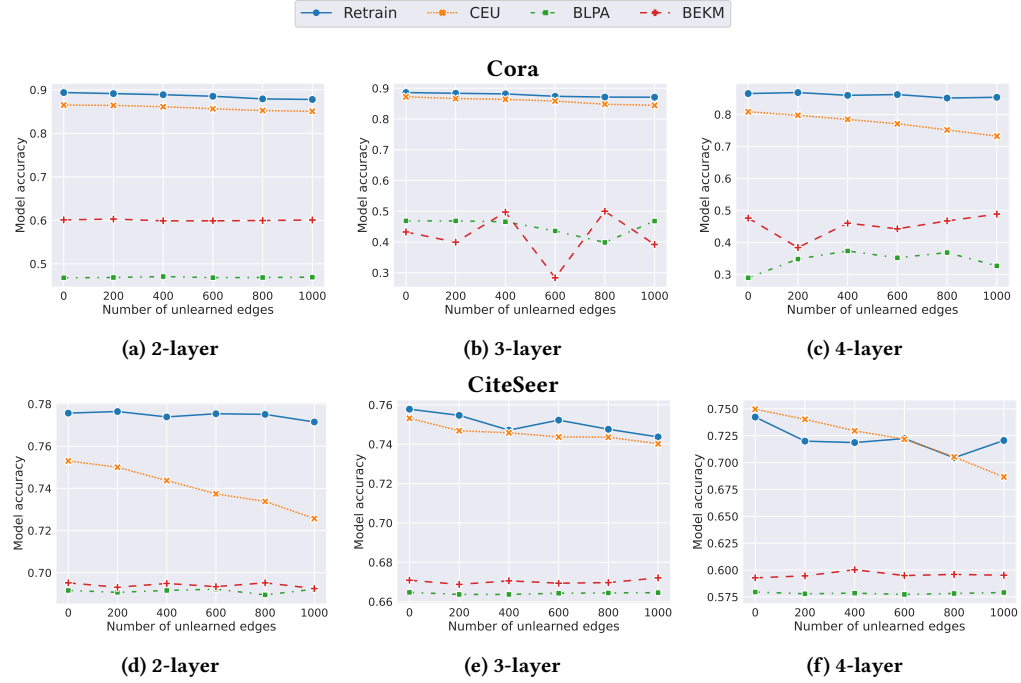 Retrain CEU BLPA BEKM
Cora
0.9
0.8
0.7
0.6
0.5
Model accuracy
0 200 400 600 800 1000
Number of unlearned edges
(a) 2-layer
0.9
0.8
0.7
0.6
0.5
0.4
0.3
Model accuracy
0 200 400 600 800 1000
Number of unlearned edges
(b) 3-layer
0.8
0.7
0.6
0.5
0.4
0.3
Model accuracy
0 200 400 600 800 1000
Number of unlearned edges
(c) 4-layer
CiteSeer
0.78
0.76
0.74
0.72
0.70
Model accuracy
0 200 400 600 800 1000
Number of unlearned edges
(d) 2-layer
0.76
0.74
0.72
0.70
0.68
0.66
Model accuracy
0 200 400 600 800 1000
Number of unlearned edges
(e) 3-layer
0.750
0.725
0.700
0.675
0.650
0.625
0.600
0.575
Model accuracy
0 200 400 600 800 1000
Number of unlearned edges
(f) 4-layer